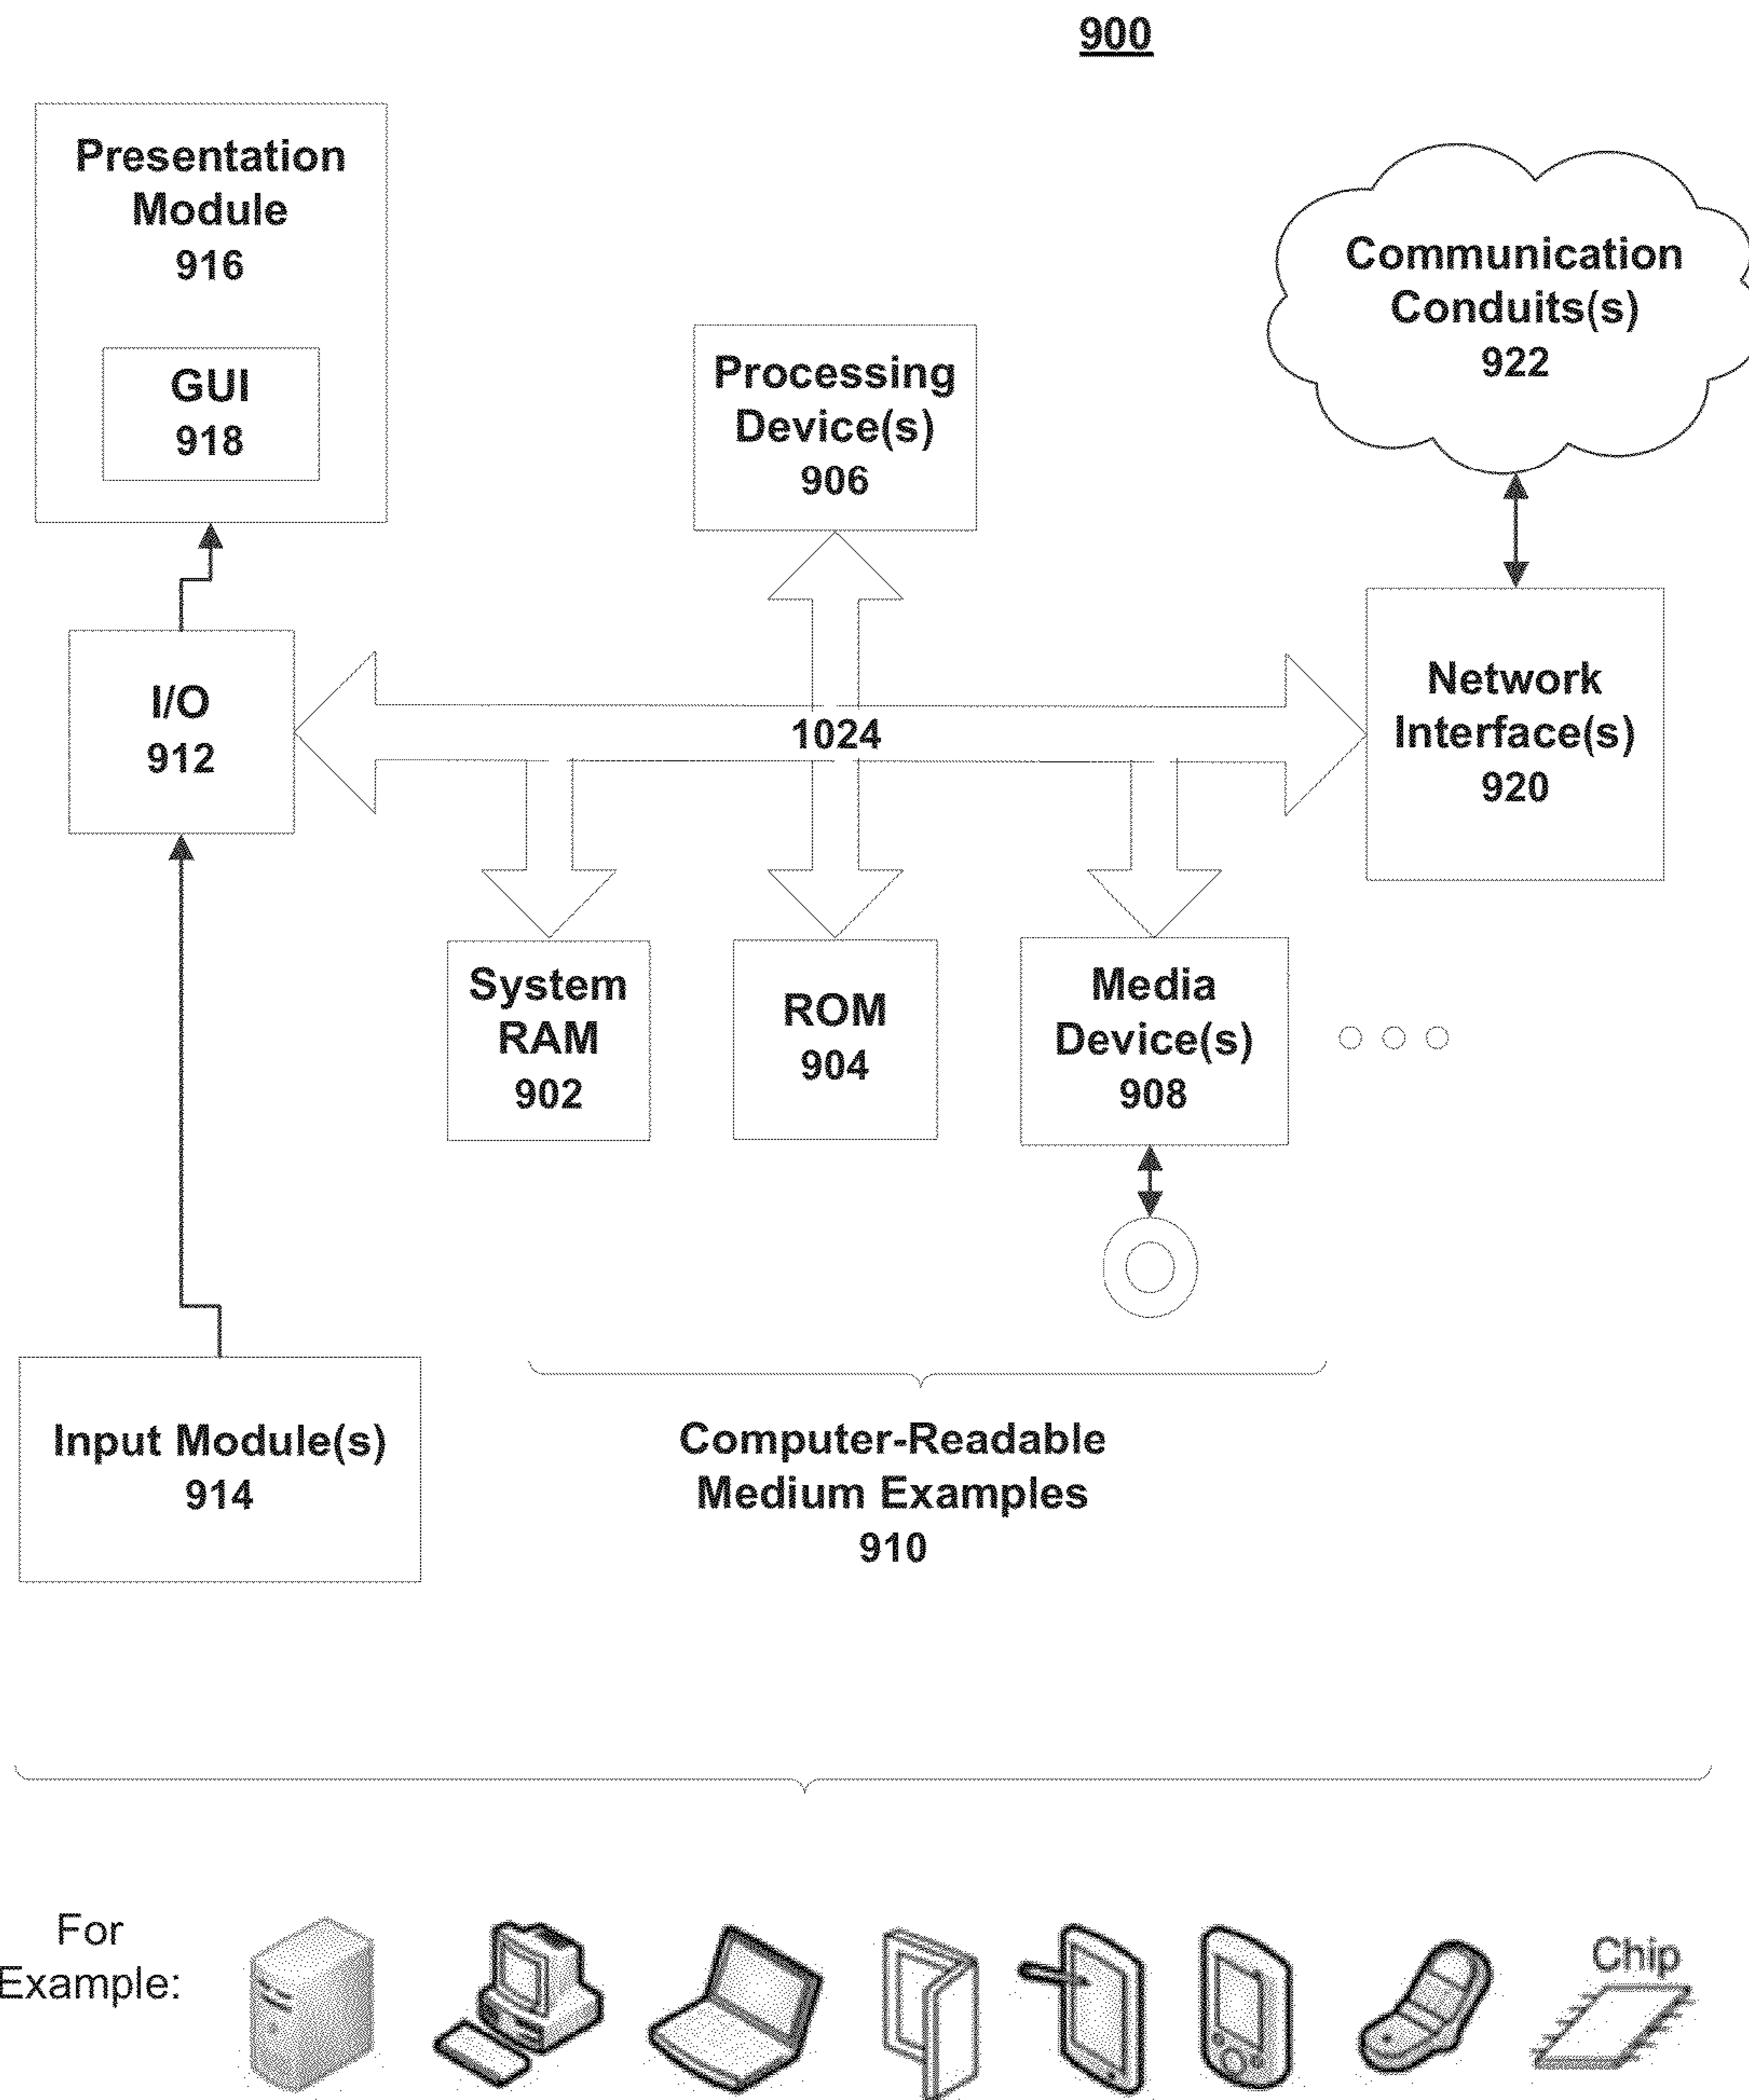 900
Presentation
Module
916
GUI
918
Processing
Device(s)
906
Communication
Conduits(s)
922
I/O
912
1024
Network
Interface(s)
920
System
RAM
902
ROM
904
Media
Device(s)
908
Input Module(s)
914
Computer-Readable
Medium Examples
910
For
Example:
Chip